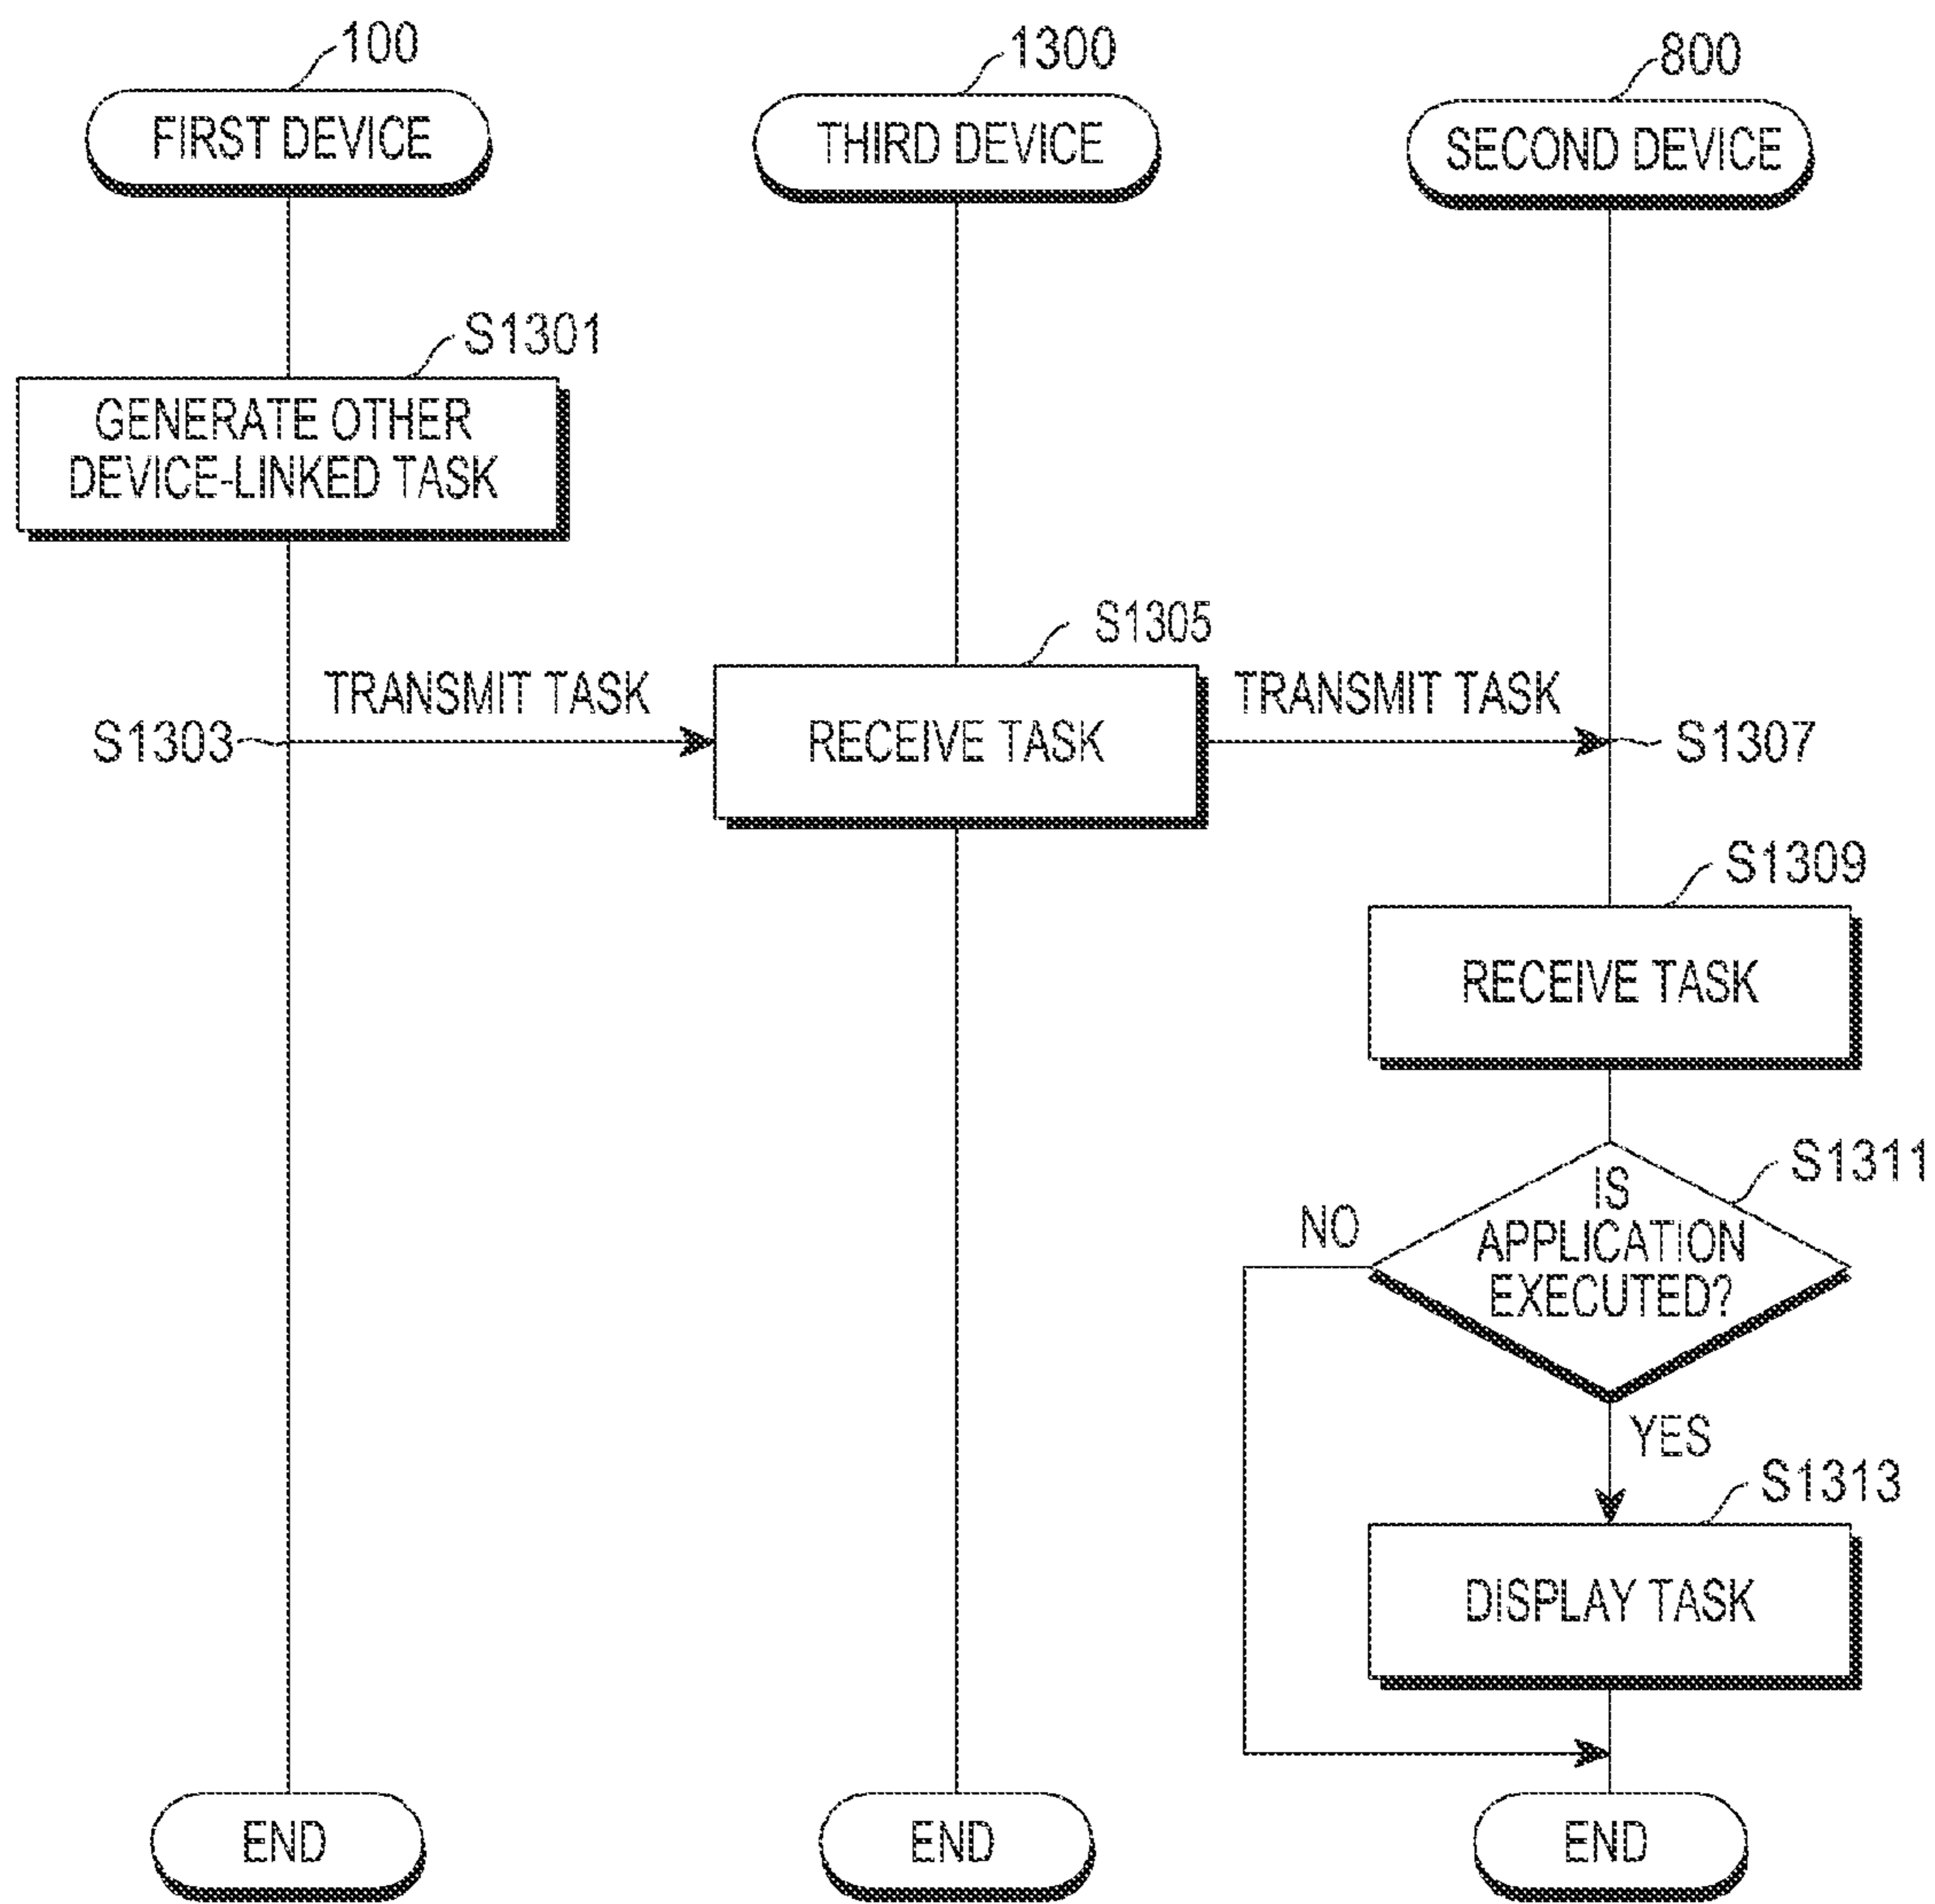 100
1300
800
FIRST DEVICE
THIRD DEVICE
SECOND DEVICE
S1301
GENERATE OTHER
DEVICE-LINKED TASK
S1305
TRANSMIT TASK
TRANSMIT TASK
S1303
RECEIVE TASK
S1307
S1309
RECEIVE TASK
S1311
IS
APPLICATION
EXECUTED?
NO
YES
S1313
DISPLAY TASK
END
END
END